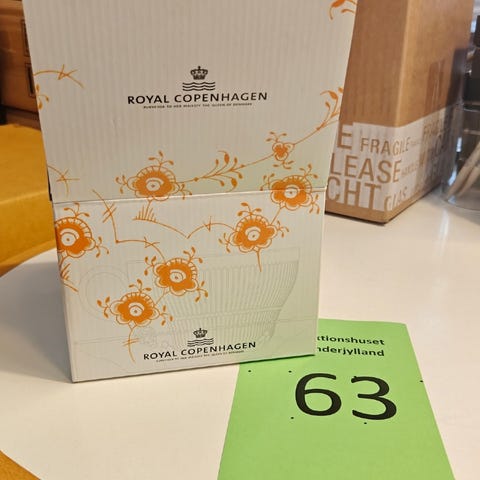 ROYAL COPENHAGEN
PURVEYOR TO HER MAJESTY THE QUEEN OF DENMARK
ROYAL COPENHAGEN
PURVEYOR TO HER MAJESTY THE QUEEN OF DENMARK
FRAGILE
LEASE
GHT
ktionshuset
nderjylland
63